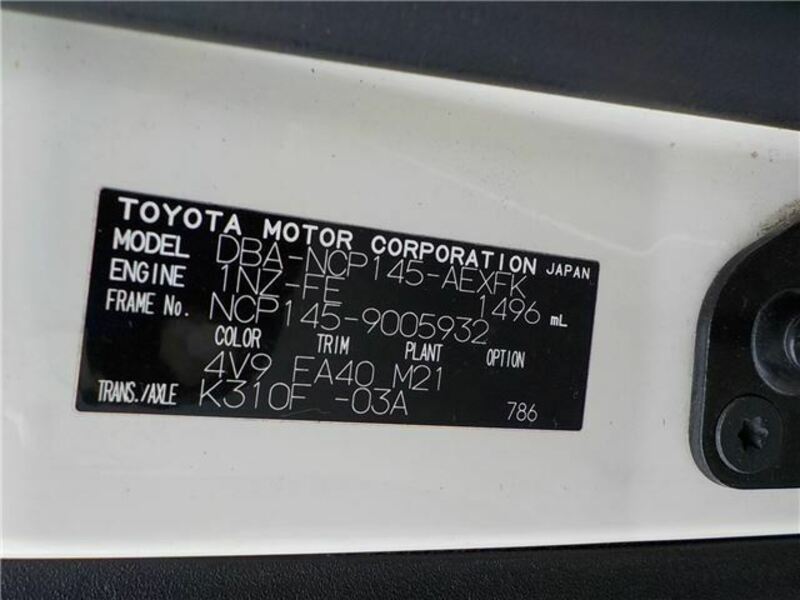 TOYOTA MOTOR CORPORATION JAPAN
MODEL DBA-NCP145-AEXFK
ENGINE 1NZ-FE 1496 mL
FRAME No. NCP145-9005932
COLOR TRIM PLANT OPTION
4V9 FA40 M21
TRANS./AXLE K310F -03A 786